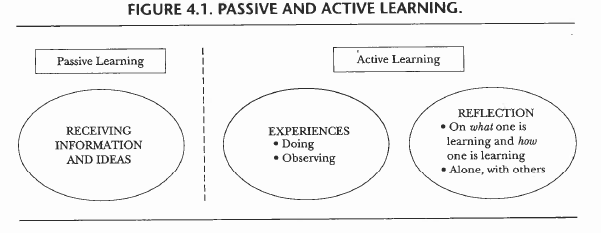 FIGURE 4.1. PASSIVE AND ACTIVE LEARNING.
Passive Learning
Active Learning
RECEIVING
INFORMATION
AND IDEAS
EXPERIENCES
• Doing
• Observing
REFLECTION
• On what one is
learning and how
one is learning
• Alone, with others